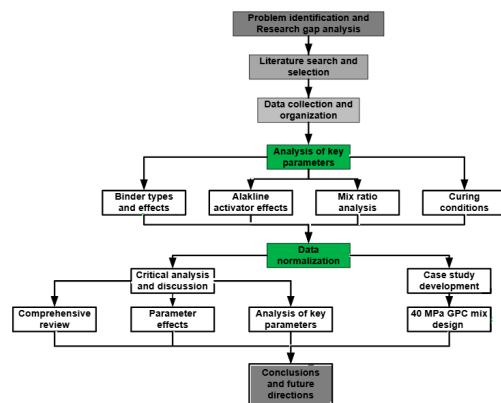 Problem identification and
Research gap analysis
Literature search and
selection
Data collection and
organization
Analysis of key
parameters
Binder types
and effects
Alakline
activator effects
Mix ratio
analysis
Curing
conditions
Data
normalization
Critical analysis
and discussion
Case study
development
Comprehensive
review
Parameter
effects
Analysis of key
parameters
40 MPa GPC mix
design
Conclusions
and future
directions